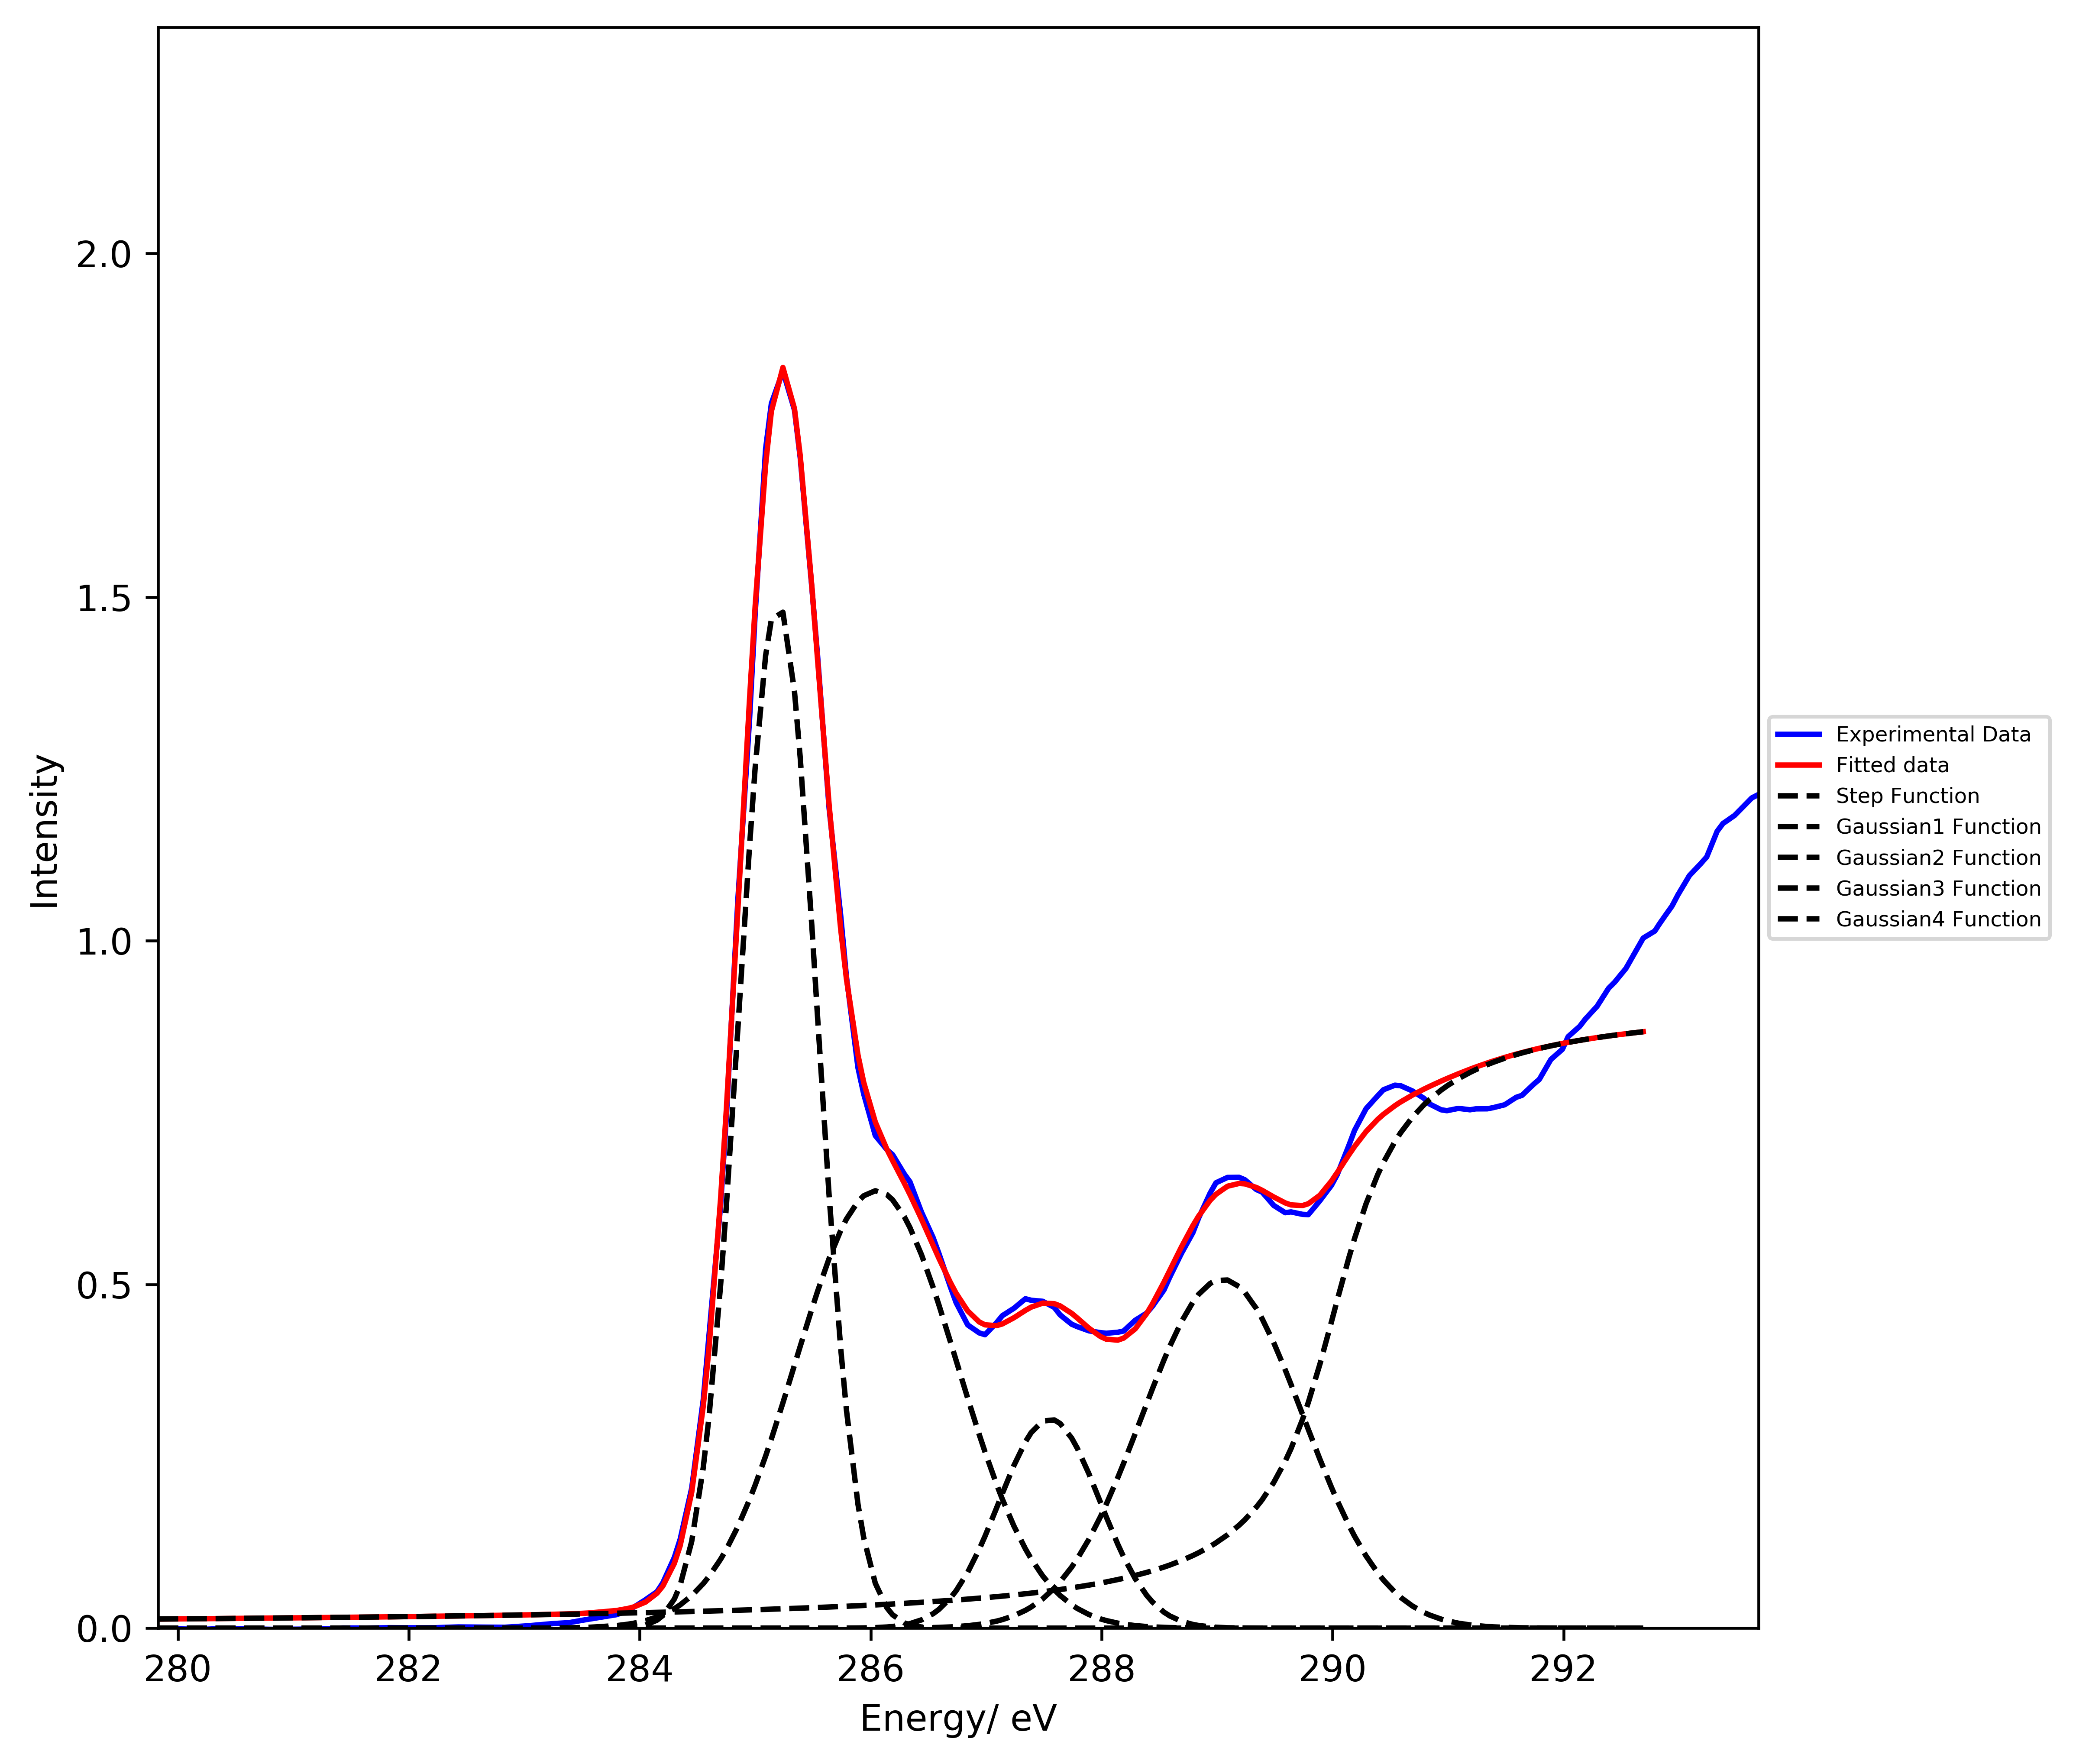 2.0
1.5
1.0
0.5
0.0
Intensity
280 282 284 286 288 290 292
Energy/ eV
Experimental Data
Fitted data
Step Function
Gaussian1 Function
Gaussian2 Function
Gaussian3 Function
Gaussian4 Function